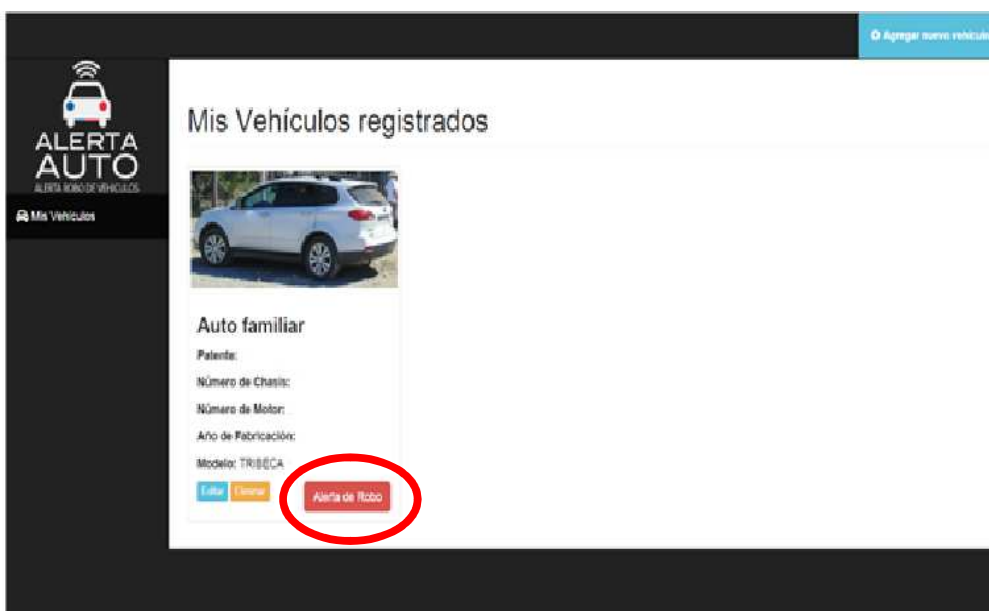 Agregar nuevo vehículo
ALERTA
AUTO
ALERTA ROBO DE VEHICULOS
Mis Vehículos
Mis Vehículos registrados
Auto familiar
Patente:
Número de Chasis:
Número de Motor:
Año de Fabricación:
Modelo: TRIBECA
Editar Eliminar Alerta de Robo